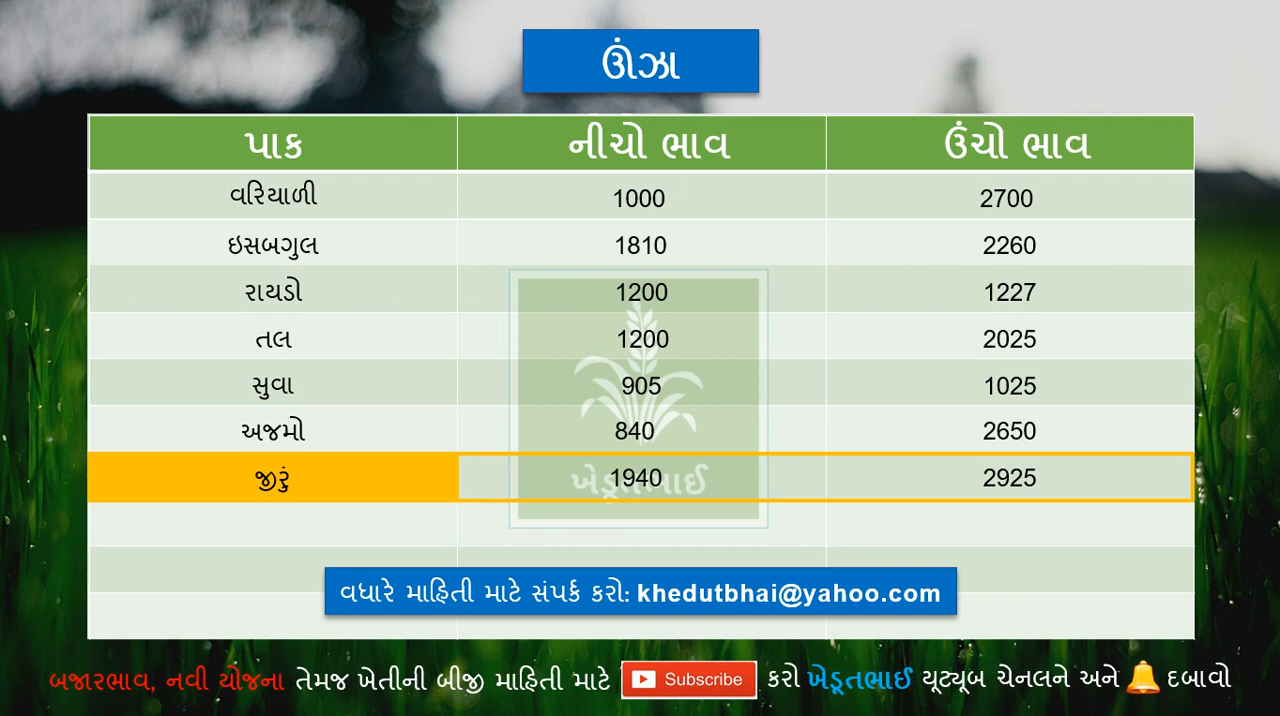 ઊંઝા
પાક નીચો ભાવ ઉંચો ભાવ
વરિયાળી 1000 2700
ઇસબગુલ 1810 2260
રાયડો 1200 1227
તલ 1200 2025
સુવા 905 1025
અજમો 840 2650
જીરું 1940 2925
ખેડૂતભાઈ
વધારે માહિતી માટે સંપર્ક કરો: khedutbhai@yahoo.com
બજારભાવ, નવી યોજના તેમજ ખેતીની બીજી માહિતી માટે Subscribe કરો ખેડૂતભાઈ યૂટ્યૂબ ચેનલને અને 🔔 દબાવો